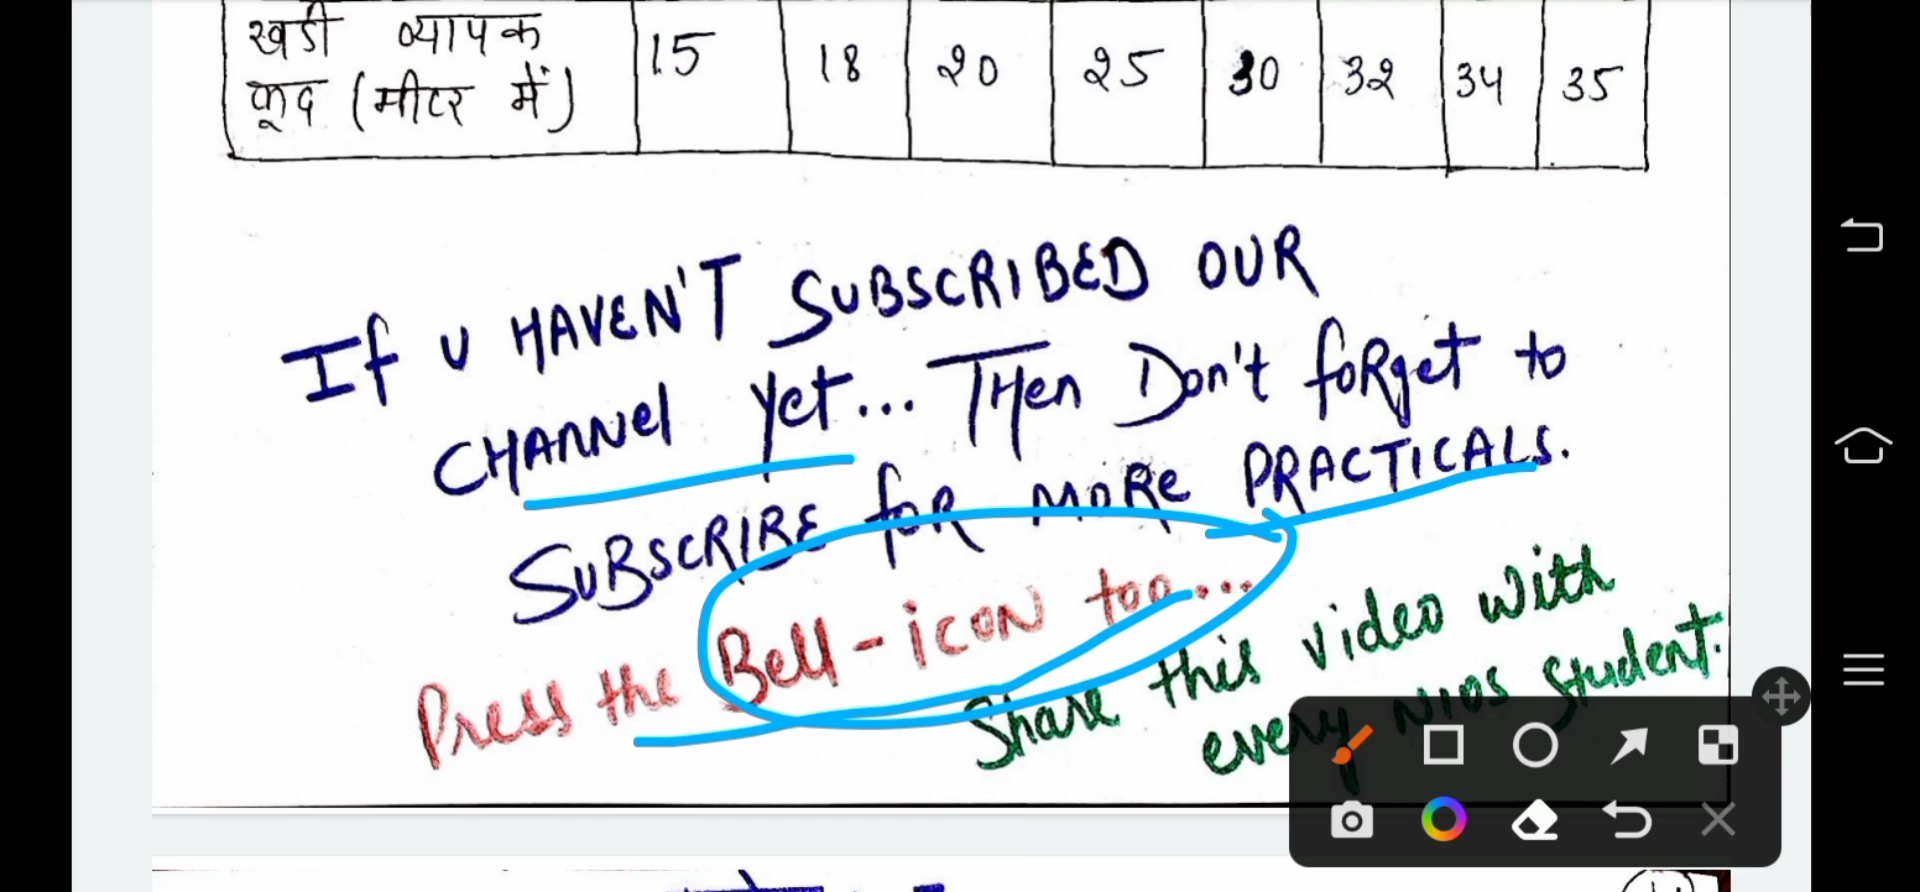 खडी व्यापक कूद (मीटर में) 15 18 20 25 30 32 34 35
If U HAVEN'T SUBSCRIBED OUR
CHANNel Yet... THen Don't foRget to
SUBSCRIBE foR MORe PRACTICALS.
Press the Bell-icoN too...
Share this video with
every NIOS Student.